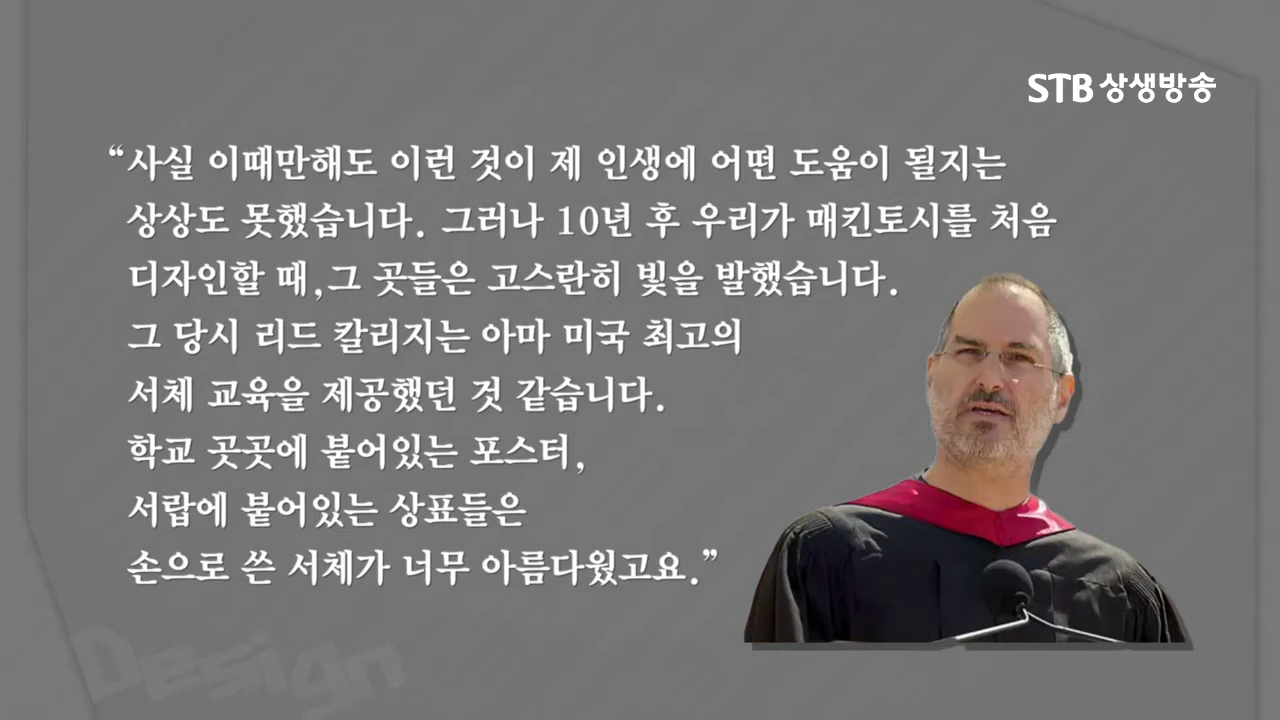 STB 상생방송
“사실 이때만해도 이런 것이 제 인생에 어떤 도움이 될지는
상상도 못했습니다. 그러나 10년 후 우리가 매킨토시를 처음
디자인할 때,그 곳들은 고스란히 빛을 발했습니다.
그 당시 리드 칼리지는 아마 미국 최고의
서체 교육을 제공했던 것 같습니다.
학교 곳곳에 붙어있는 포스터,
서랍에 붙어있는 상표들은
손으로 쓴 서체가 너무 아름다웠고요.”
Design